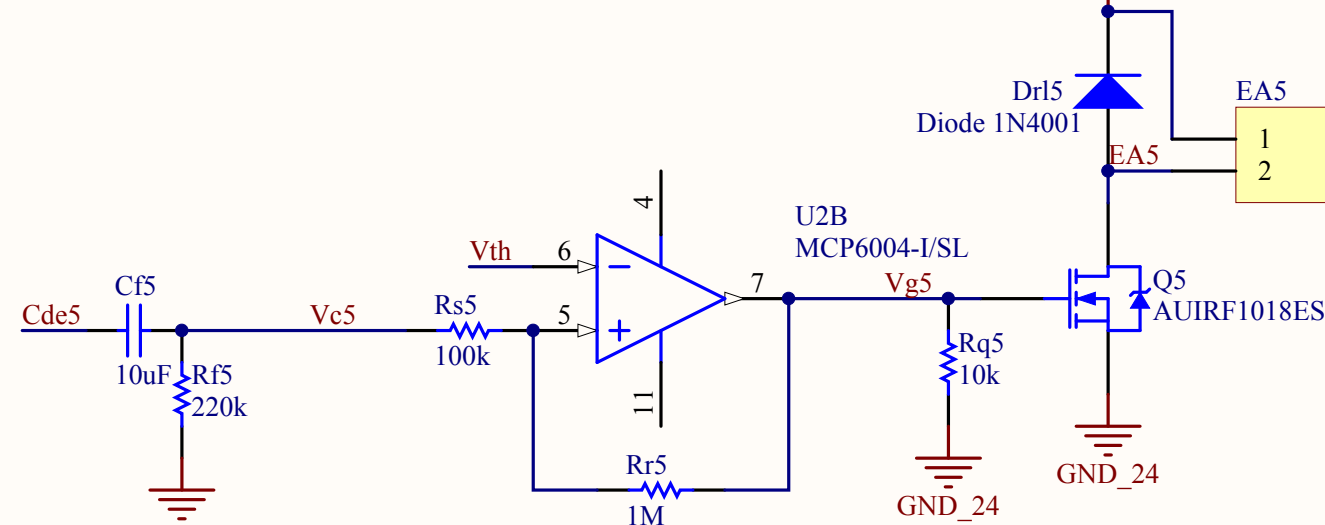 Drl5
Diode 1N4001
EA5
1
2
EA5
4
U2B
MCP6004-I/SL
Vth
6
7
Vg5
Cf5
Cde5
Vc5
Rs5
5
Q5
AUIRF1018ES
10uF
Rf5
220k
100k
11
Rq5
10k
Rr5
1M
GND_24
GND_24